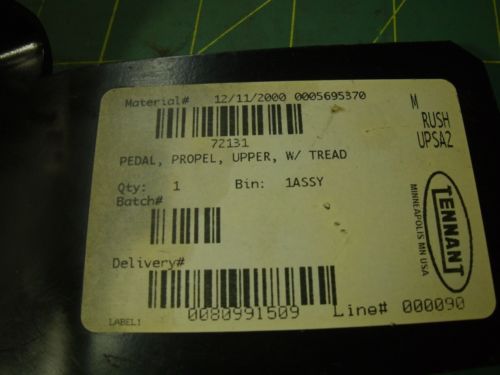 Material# 12/11/2000 0005695370
72131
PEDAL, PROPEL, UPPER, W/ TREAD
Qty: 1 Bin: 1ASSY
Batch#
Delivery#
0080991509 Line# 000090
LABEL1
M
RUSH
UPSA2
TENNANT
MINNEAPOLIS MN USA